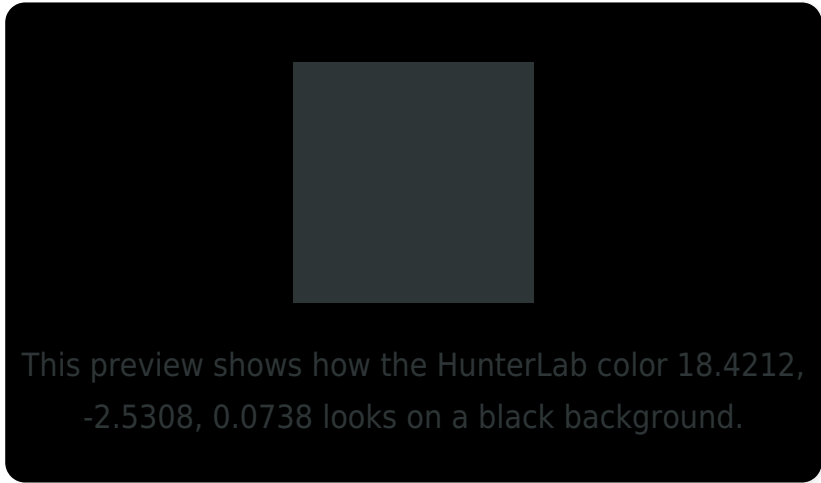 This preview shows how the HunterLab color 18.4212,
-2.5308, 0.0738 looks on a black background.